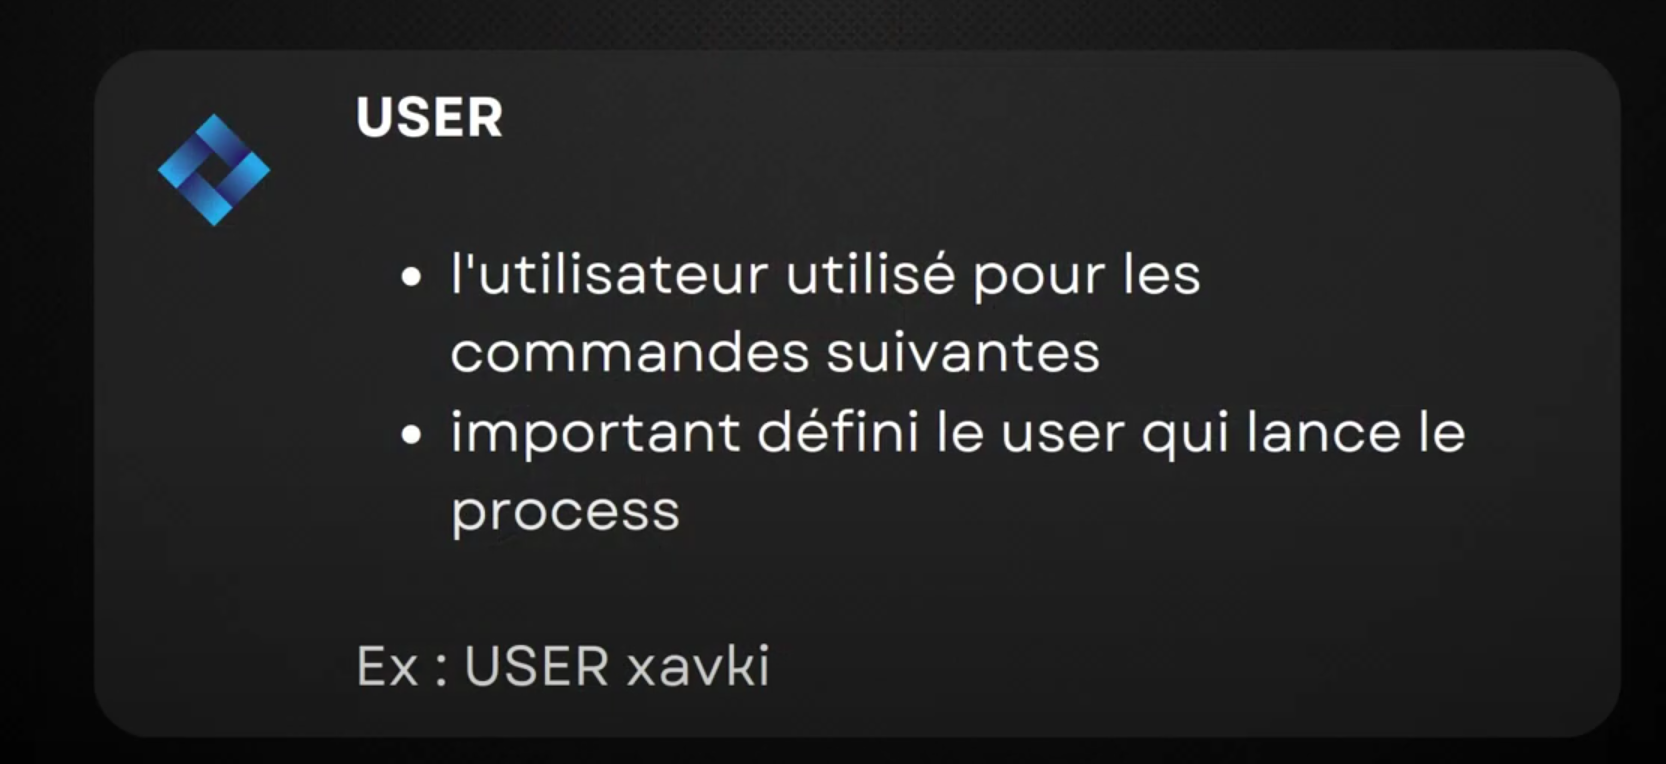 USER
• l'utilisateur utilisé pour les
commandes suivantes
• important défini le user qui lance le
process
Ex : USER xavki